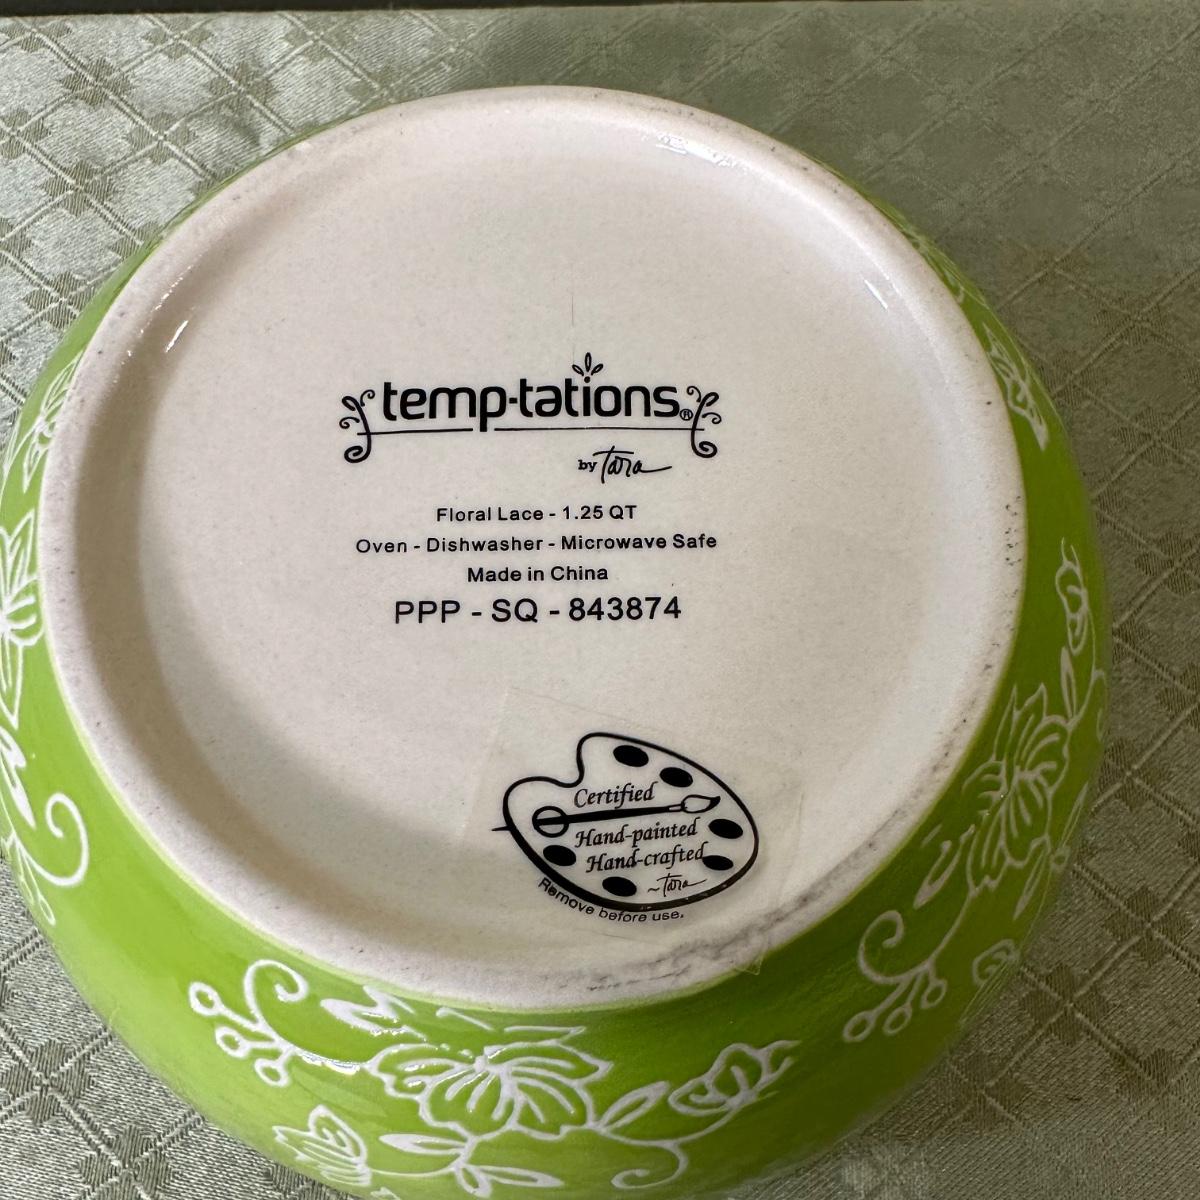 temp-tations®
by Tara
Floral Lace - 1.25 QT
Oven - Dishwasher - Microwave Safe
Made in China
PPP - SQ - 843874
Certified
Hand-painted
Hand-crafted
~Tara
Remove before use.